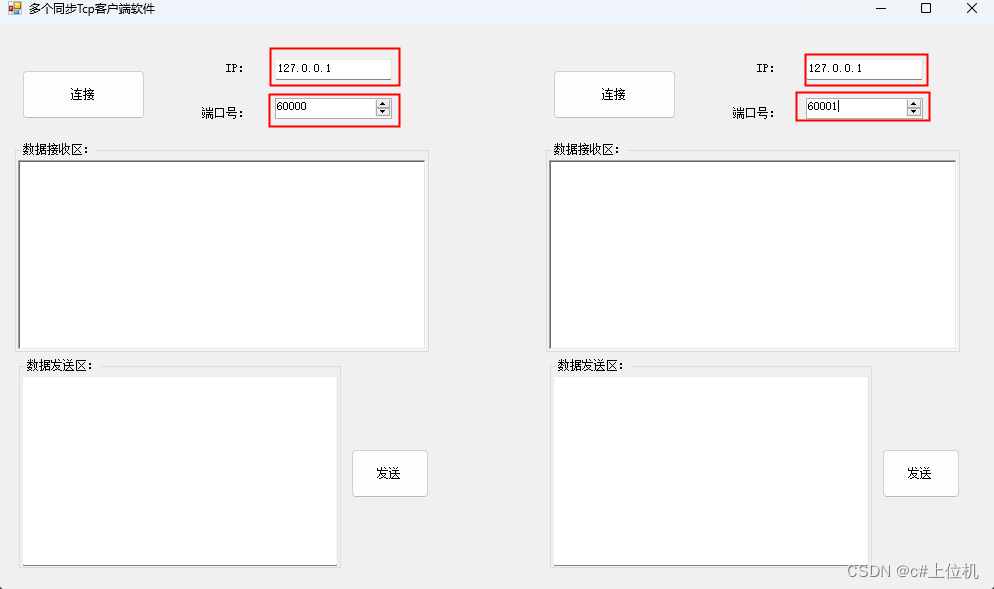 多个同步Tcp客户端软件
IP:
127.0.0.1
连接
端口号:
60000
数据接收区:
数据发送区:
发送
IP:
127.0.0.1
连接
端口号:
60001
数据接收区:
数据发送区:
发送
CSDN @c#上位机